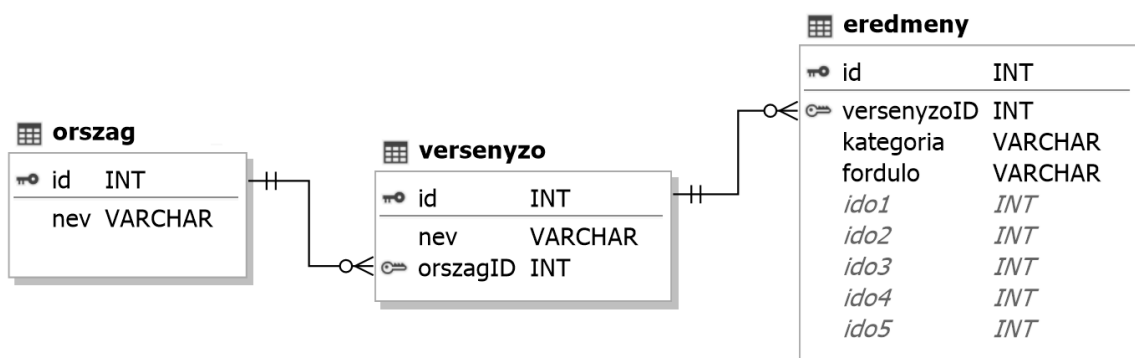 ország
id INT
nev VARCHAR
versenyzo
id INT
nev VARCHAR
orszagID INT
eredmeny
id INT
versenyzoID INT
kategoria VARCHAR
fordulo VARCHAR
ido1 INT
ido2 INT
ido3 INT
ido4 INT
ido5 INT